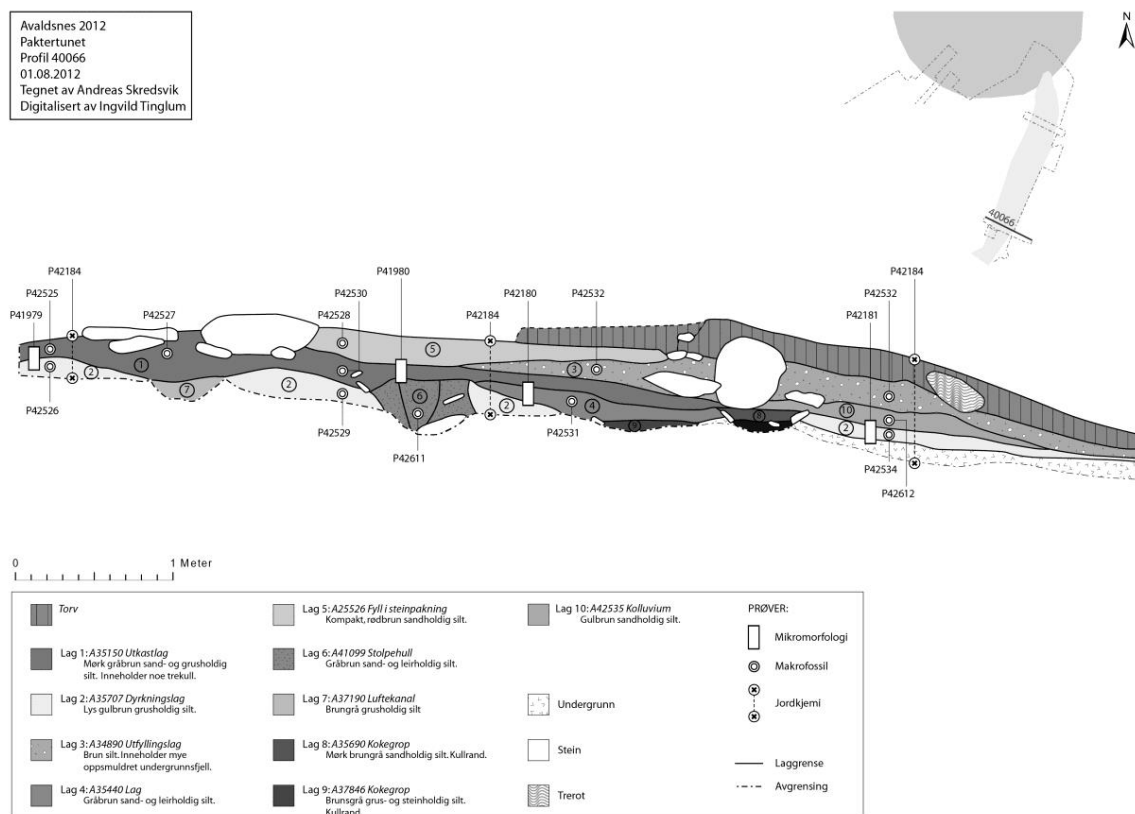 Avaldsnes 2012
Paktertunet
Profil 40066
01.08.2012
Tegnet av Andreas Skredsvik
Digitalisert av Ingvild Tinglum
N
40066
P42184
P41980
P42184
P42525
P42530
P42532
P42532
P41979
P42527
P42528
P42184
P42180
P42181
5
1
2
3
7
2
6
2
4
8
10
9
2
P42526
P42529
P42531
P42534
P42611
P42612
0 1 Meter
Torv
Lag 1: A35150 Utkastlag
Mørk gråbrun sand- og grusholdig
silt. Inneholder noe trekull.
Lag 2: A35707 Dyrkningslag
Lys gulbrun grusholdig silt.
Lag 3: A34890 Utfyllingslag
Brun silt. Inneholder mye
oppsmuldret undergrunnsfjell.
Lag 4: A35440 Lag
Gråbrun sand- og leirholdig silt.
Lag 5: A25526 Fyll i steinpakning
Kompakt, rødbrun sandholdig silt.
Lag 6: A41099 Stolpehull
Gråbrun sand- og leirholdig silt.
Lag 7: A37190 Luftekanal
Brungrå grusholdig silt
Lag 8: A35690 Kokegrop
Mørk brungrå sandholdig silt. Kullrand.
Lag 9: A37846 Kokegrop
Brunsgrå grus- og steinholdig silt.
Kullrand
Lag 10: A42535 Kolluvium
Gulbrun sandholdig silt.
Undergrunn
Stein
Trerot
PRØVER:
Mikromorfologi
Makrofossil
Jordkjemi
Laggrense
Avgrensing